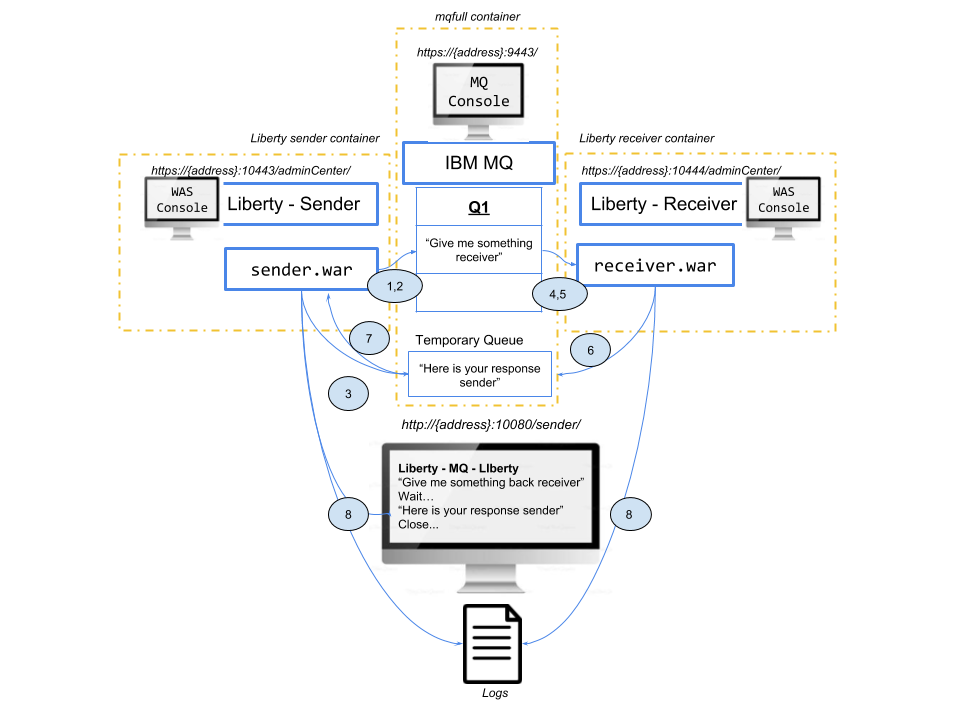 mqfull container
https://{address}:9443/
MQ
Console
Liberty sender container
Liberty receiver container
IBM MQ
https://{address}:10443/adminCenter/
https://{address}:10444/adminCenter/
WAS
Console
Liberty - Sender
Q1
Liberty - Receiver
WAS
Console
“Give me something
receiver”
sender.war
receiver.war
1,2
4,5
7
Temporary Queue
6
“Here is your response
sender”
3
http://{address}:10080/sender/
Liberty - MQ - LIberty
“Give me something back receiver”
Wait…
“Here is your response sender”
Close...
8
8
Logs